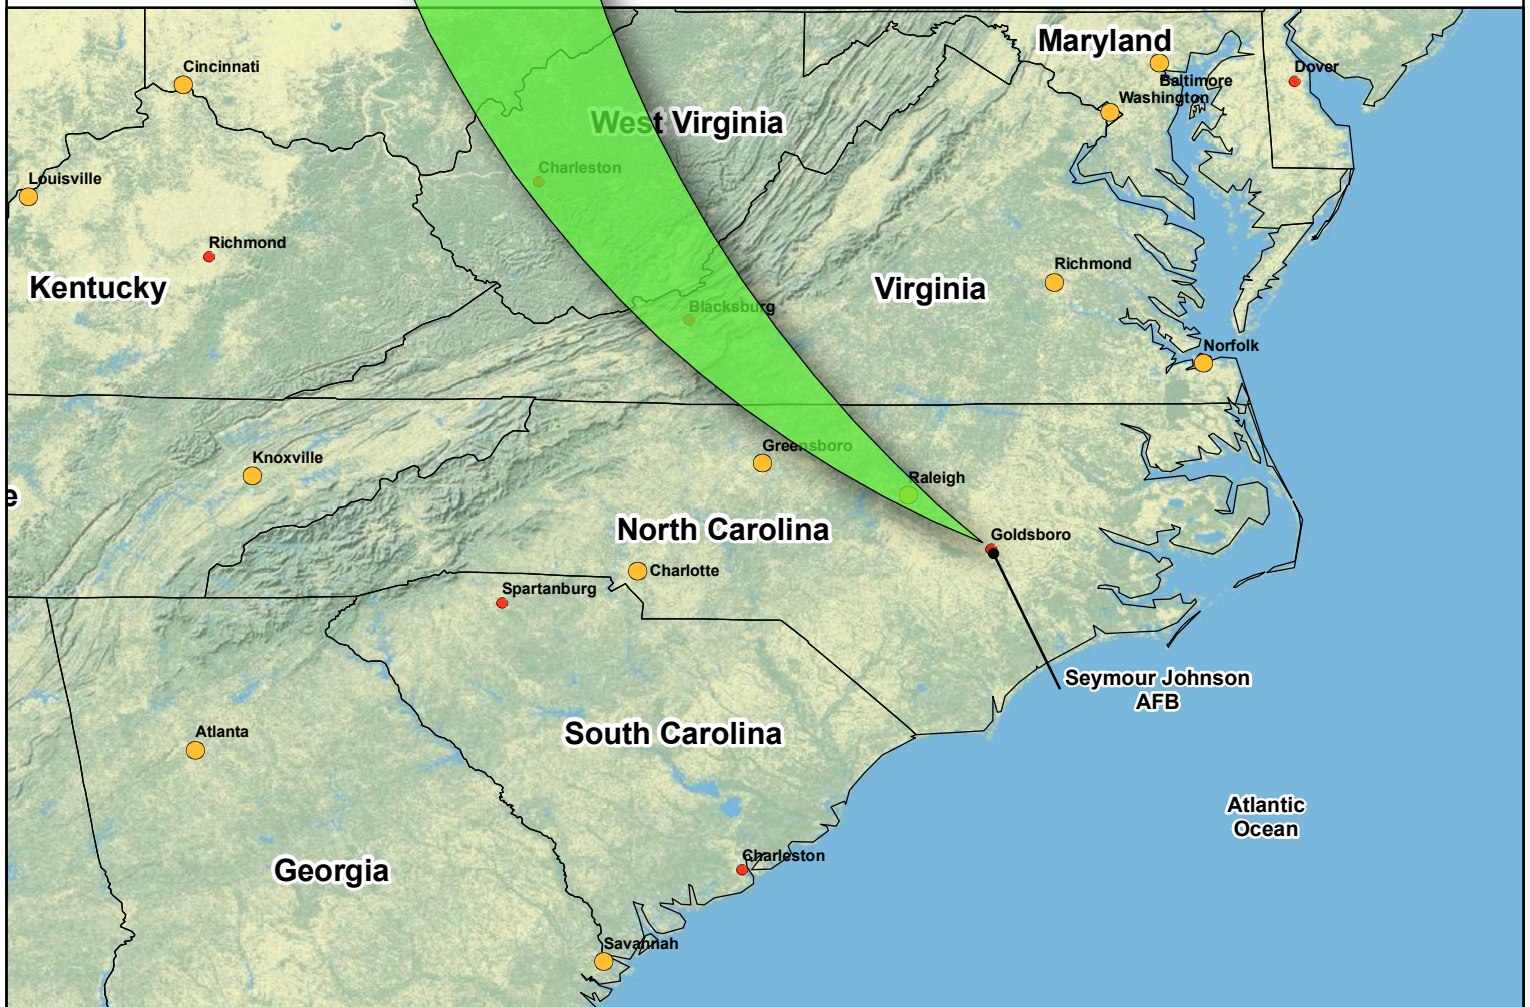 Maryland
Cincinnati
Dover
Baltimore
Washington
West Virginia
Charleston
Louisville
Richmond
Richmond
Kentucky
Virginia
Blacksburg
Norfolk
Greensboro
Knoxville
Raleigh
e
North Carolina
Goldsboro
Charlotte
Spartanburg
Seymour Johnson
AFB
Atlanta
South Carolina
Atlantic
Ocean
Charleston
Georgia
Savannah